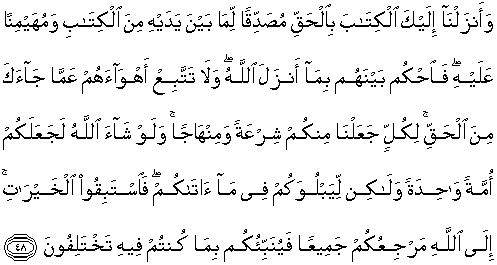 وَأَنزَلْنَآ إِلَيْكَ ٱلْكِتَـٰبَ بِٱلْحَقِّ مُصَدِّقًا لِّمَا بَيْنَ يَدَيْهِ مِنَ ٱلْكِتَـٰبِ وَمُهَيْمِنًا
عَلَيْهِ ۖ فَٱحْكُم بَيْنَهُم بِمَآ أَنزَلَ ٱللَّهُ ۖ وَلَا تَتَّبِعْ أَهْوَآءَهُمْ عَمَّا جَآءَكَ
مِنَ ٱلْحَقِّ ۚ لِكُلٍّ جَعَلْنَا مِنكُمْ شِرْعَةً وَمِنْهَاجًا ۚ وَلَوْ شَآءَ ٱللَّهُ لَجَعَلَكُمْ
أُمَّةً وَٰحِدَةً وَلَـٰكِن لِّيَبْلُوَكُمْ فِى مَآ ءَاتَىٰكُمْ ۖ فَٱسْتَبِقُوا۟ ٱلْخَيْرَٰتِ ۚ
إِلَى ٱللَّهِ مَرْجِعُكُمْ جَمِيعًا فَيُنَبِّئُكُم بِمَا كُنتُمْ فِيهِ تَخْتَلِفُونَ ٤٨